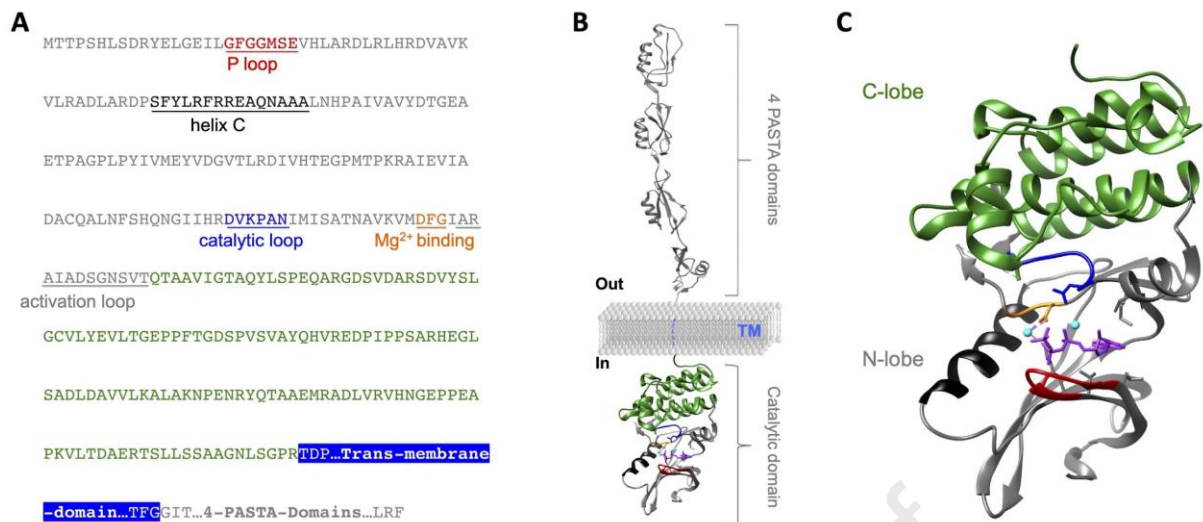 A
MTTPSHLSDRYELGEILGFGGMSEVHLARDLRLHRDVAVK
P loop
VLRADLARDPSFYLRFRREAQNAAALNHPAIVAVYDTGEA
helix C
ETPAGPLPYIVMEYVDGVTLRDIVHTEGPMTPKRAIEVIA
DACQALNFSHQNGIIHRDVKPANIMISATNAVKVMDFGIAR
catalytic loop Mg²⁺ binding
AIADSGNSVTQTAAVIGTAQYLSPEQARGDSVDARSDVYSL
activation loop
GCVLYEVLTGEPPFTGDSPVSVAYQHVREDPIPPSARHEGL
SADLDAVVLKALAKNPENRYQTAAEMRADLVRVHNGEPPEA
PKVLTDAERTSLLSSAAGNLSGPRTDP…Trans-membrane
-domain…TFGGIT…4-PASTA-Domains…LRF
B
4 PASTA domains
Out
TM
In
Catalytic domain
C
C-lobe
N-lobe
f